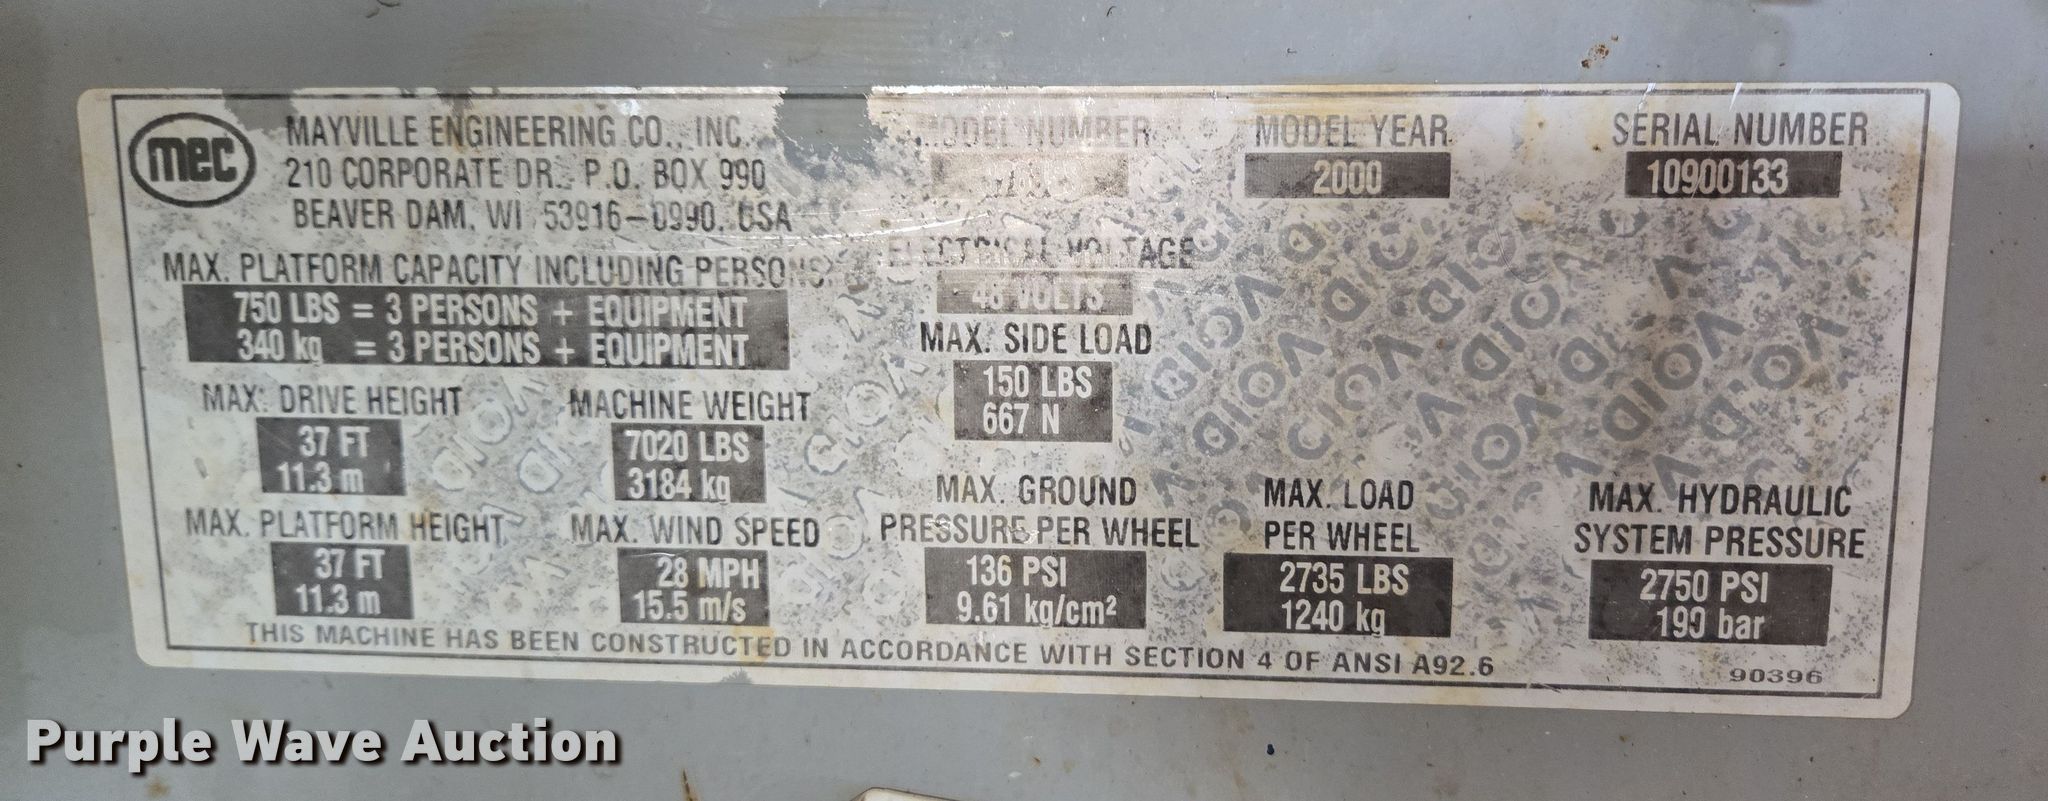 mec
MAYVILLE ENGINEERING CO., INC.
210 CORPORATE DR. P.O. BOX 990
BEAVER DAM, WI 53916-0990, USA
MODEL NUMBER
MODEL YEAR
2000
SERIAL NUMBER
10900133
MAX. PLATFORM CAPACITY INCLUDING PERSONS:
750 LBS = 3 PERSONS + EQUIPMENT
340 kg = 3 PERSONS + EQUIPMENT
ELECTRICAL VOLTAGE
48 VOLTS
MAX. SIDE LOAD
150 LBS
667 N
MAX. DRIVE HEIGHT
37 FT
11.3 m
MACHINE WEIGHT
7020 LBS
3184 kg
MAX. PLATFORM HEIGHT
37 FT
11.3 m
MAX. WIND SPEED
28 MPH
15.5 m/s
MAX. GROUND
PRESSURE PER WHEEL
136 PSI
9.61 kg/cm²
MAX. LOAD
PER WHEEL
2735 LBS
1240 kg
MAX. HYDRAULIC
SYSTEM PRESSURE
2750 PSI
190 bar
THIS MACHINE HAS BEEN CONSTRUCTED IN ACCORDANCE WITH SECTION 4 OF ANSI A92.6
90396
Purple Wave Auction